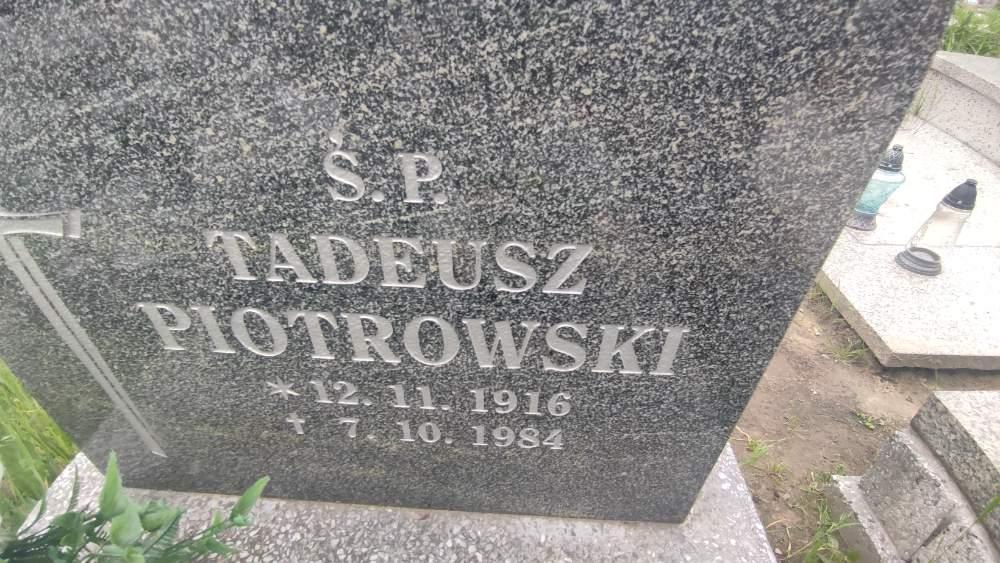 Ś. P.
TADEUSZ
PIOTROWSKI
* 12. 11. 1916
✝ 7. 10. 1984